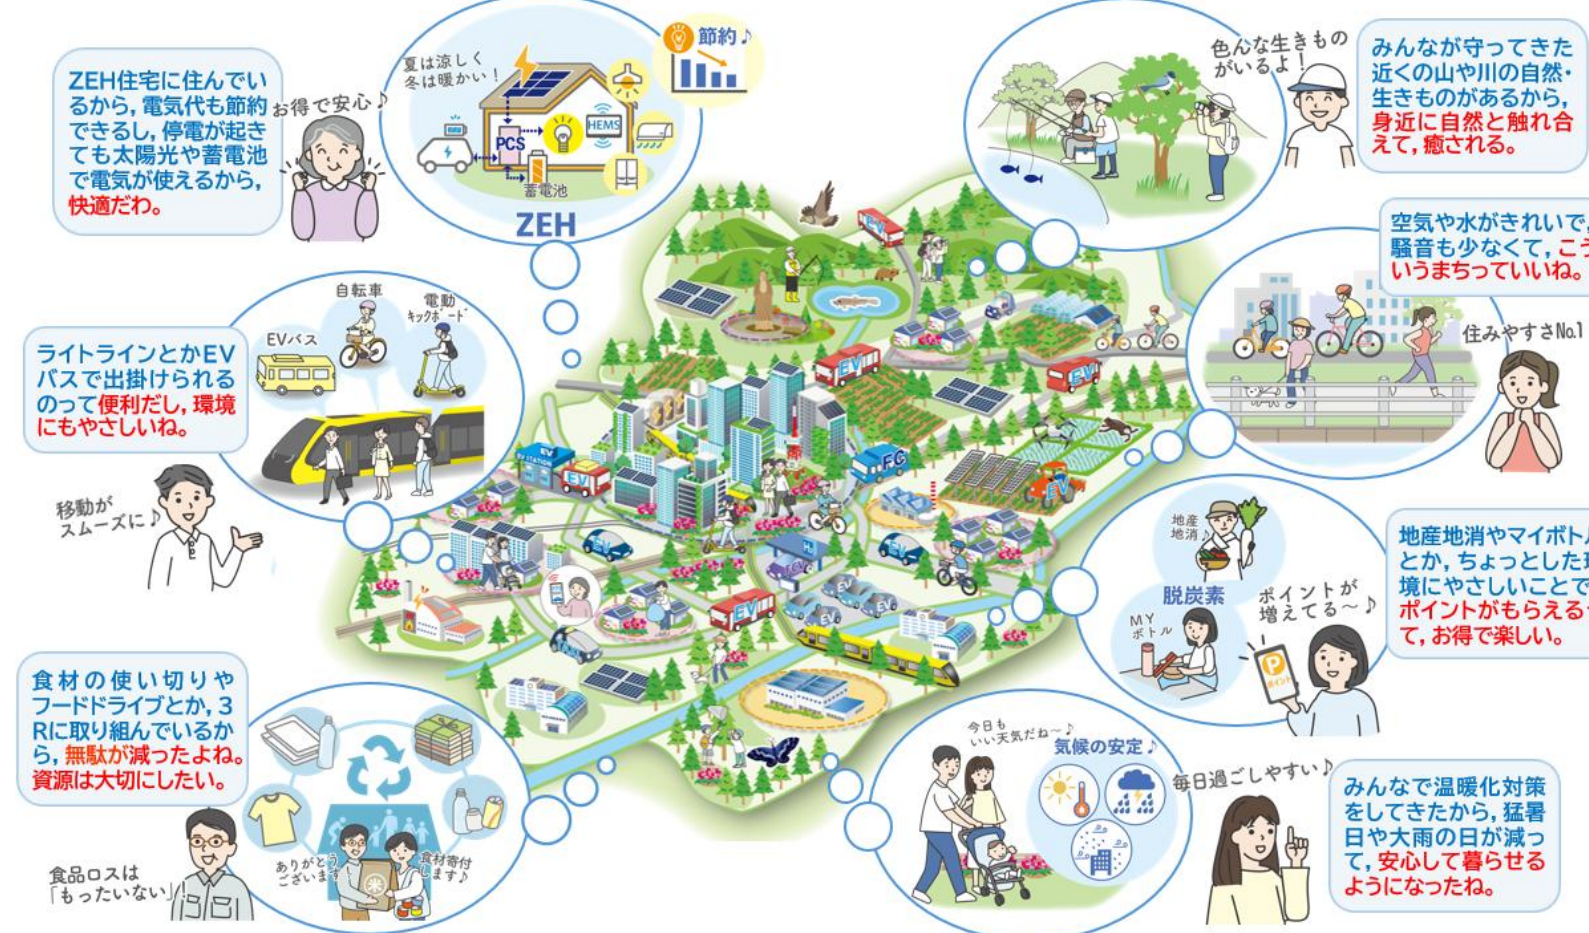 ZEH住宅に住んでい
るから,電気代も節約
できるし,停電が起き
ても太陽光や蓄電池
で電気が使えるから,
快適だわ。
お得で安心♪
夏は涼しく
冬は暖かい!
節約♪
PCS
HEMS
蓄電池
ZEH
色んな生きもの
がいるよ!
みんなが守ってきた
近くの山や川の自然・
生きものがあるから,
身近に自然と触れ合
えて,癒される。
空気や水がきれいで,
騒音も少なくて,こう
いうまちっていいね。
住みやすさNo.1
自転車
電動
キックボード
EVバス
ライトラインとかEV
バスで出掛けられる
のって便利だし,環境
にもやさしいね。
移動が
スムーズに♪
EV
EV
EV
EV
EV STATION
EV
FC
EV
EV
EV
H2
FCV
EV
EV
EV
EV
TAXI
地産
地消♪
脱炭素
MY
ボトル
ポイントが
増えてる~♪
P
ポイント
地産地消やマイボトル
とか,ちょっとした環
境にやさしいことで
ポイントがもらえるっ
て,お得で楽しい。
食材の使い切りや
フードドライブとか,3
Rに取り組んでいるか
ら,無駄が減ったよね。
資源は大切にしたい。
食品ロスは
「もったいない」!
ありがとう
ございます!
米
食材寄付
します♪
今日も
いい天気だね~♪
気候の安定♪
毎日過ごしやすい♪
みんなで温暖化対策
をしてきたから,猛暑
日や大雨の日が減っ
て,安心して暮らせる
ようになったね。